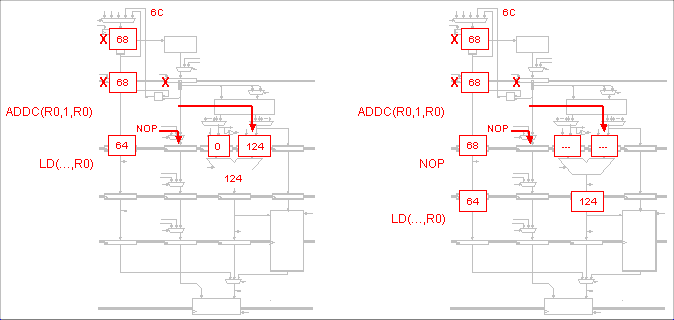 6C
X 68
X 68 X
ADDC(R0,1,R0)
NOP
64 0 124
LD(...,R0)
124
6C
X 68
X 68
ADDC(R0,1,R0)
NOP
68 --- ---
NOP
64 124
LD(...,R0)